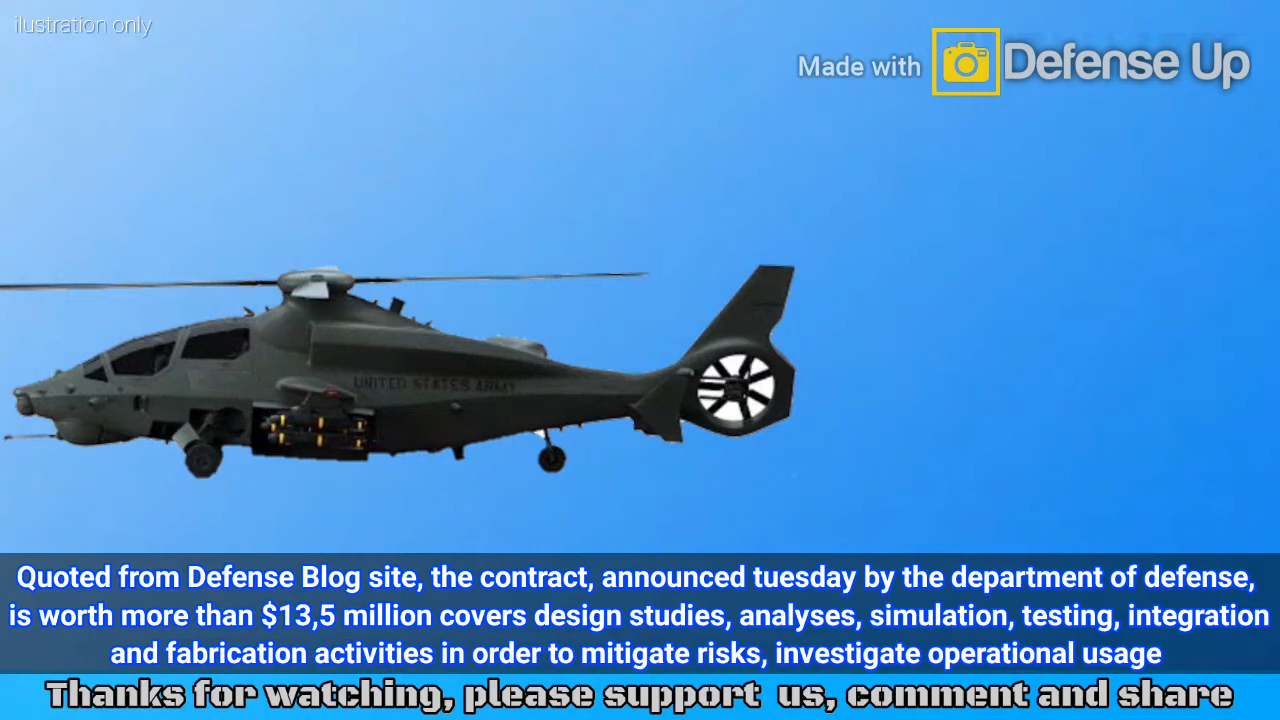 ilustration only
Made with Defense Up
UNITED STATES ARMY
Quoted from Defense Blog site, the contract, announced tuesday by the department of defense,
is worth more than $13,5 million covers design studies, analyses, simulation, testing, integration
and fabrication activities in order to mitigate risks, investigate operational usage
Thanks for watching, please support us, comment and share